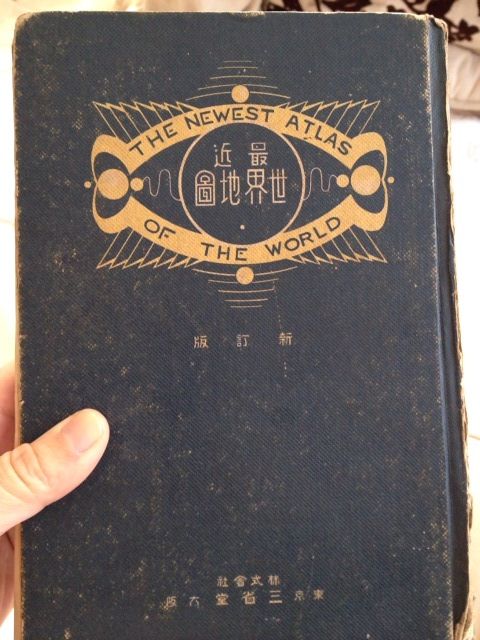 THE NEWEST ATLAS
最近
世界地圖
OF THE WORLD
新訂版
株式會社
東京 三省堂 大阪